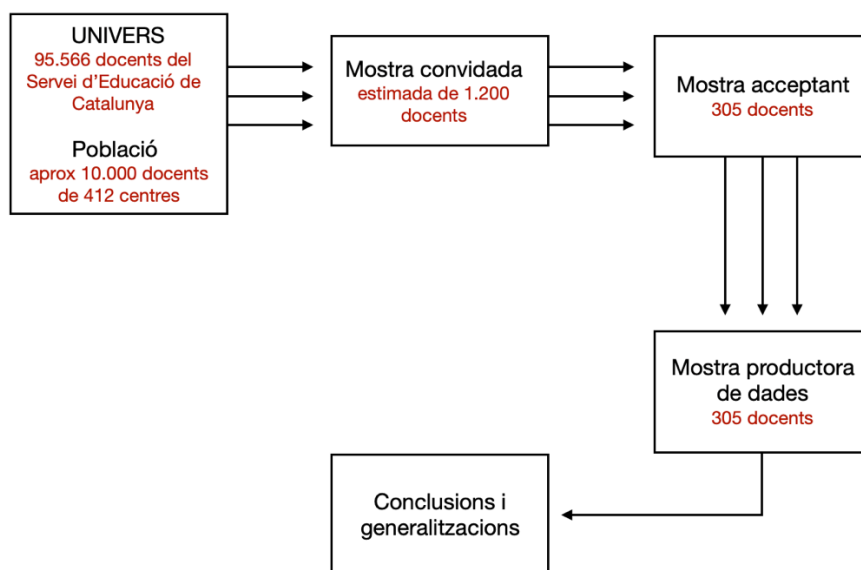 UNIVERS
95.566 docents del
Servei d’Educació de
Catalunya
Població
aprox 10.000 docents
de 412 centres
Mostra convidada
estimada de 1.200
docents
Mostra acceptant
305 docents
Mostra productora
de dades
305 docents
Conclusions i
generalitzacions